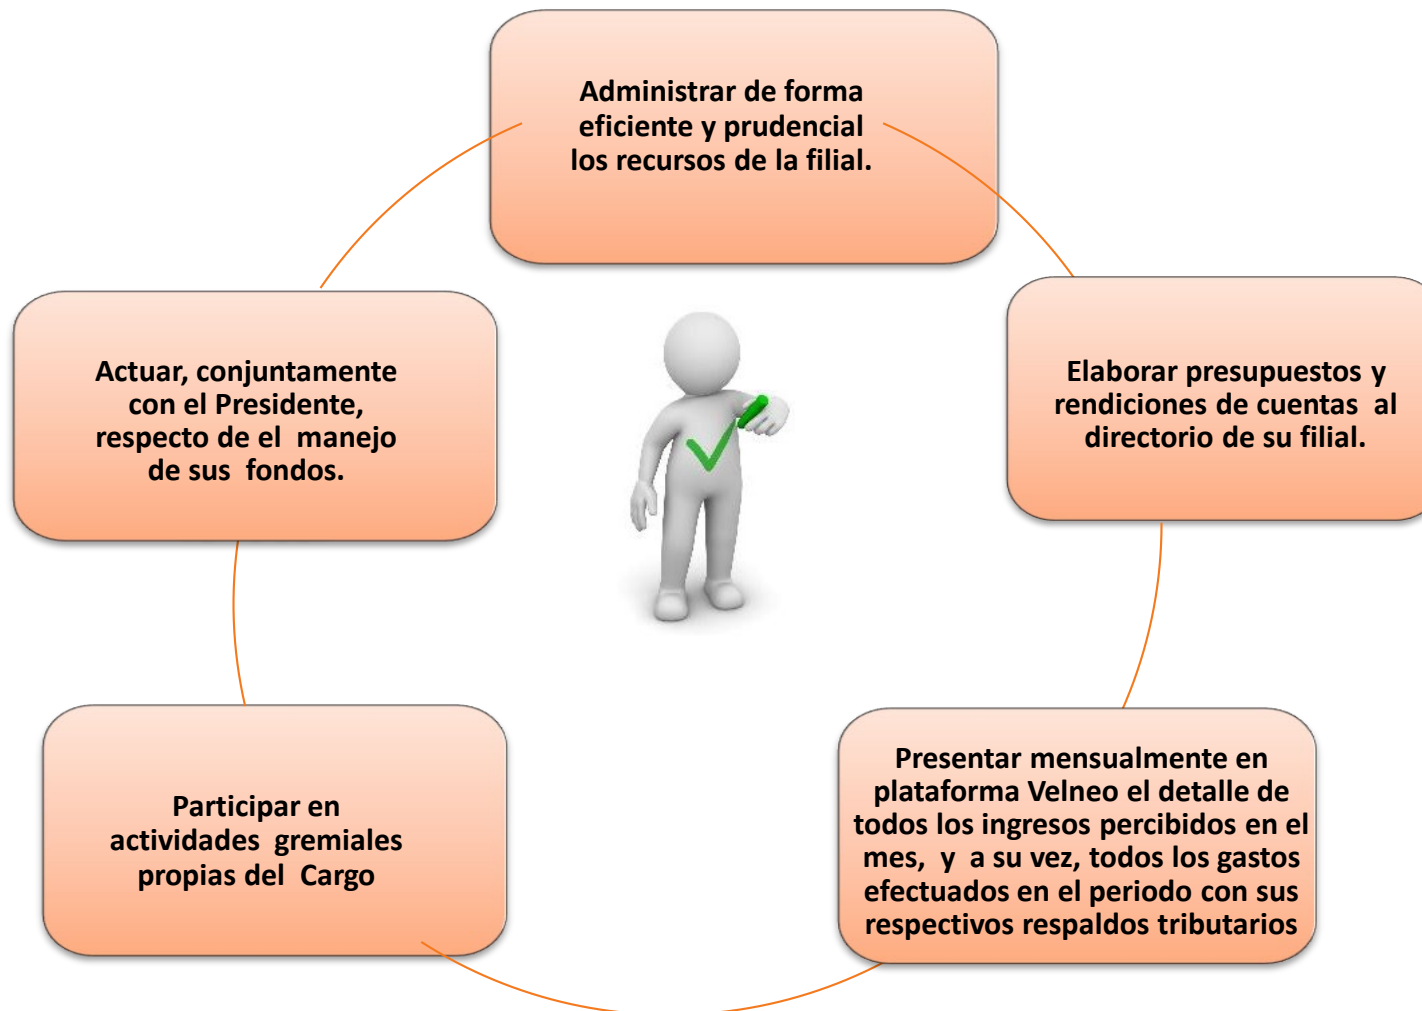 Administrar de forma
eficiente y prudencial
los recursos de la filial.
Elaborar presupuestos y
rendiciones de cuentas al
directorio de su filial.
Presentar mensualmente en
plataforma Velneo el detalle de
todos los ingresos percibidos en el
mes, y a su vez, todos los gastos
efectuados en el periodo con sus
respectivos respaldos tributarios
Participar en
actividades gremiales
propias del Cargo
Actuar, conjuntamente
con el Presidente,
respecto de el manejo
de sus fondos.